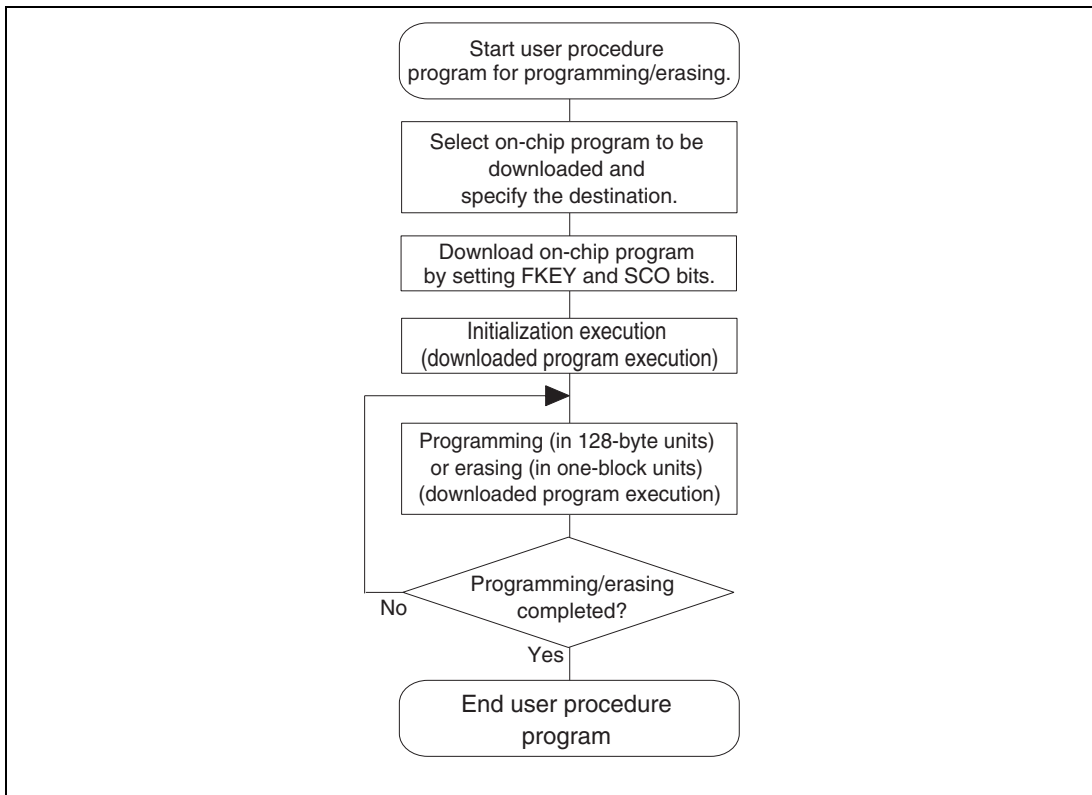 Start user procedure
program for programming/erasing.
Select on-chip program to be
downloaded and
specify the destination.
Download on-chip program
by setting FKEY and SCO bits.
Initialization execution
(downloaded program execution)
Programming (in 128-byte units)
or erasing (in one-block units)
(downloaded program execution)
Programming/erasing
completed?
No
Yes
End user procedure
program